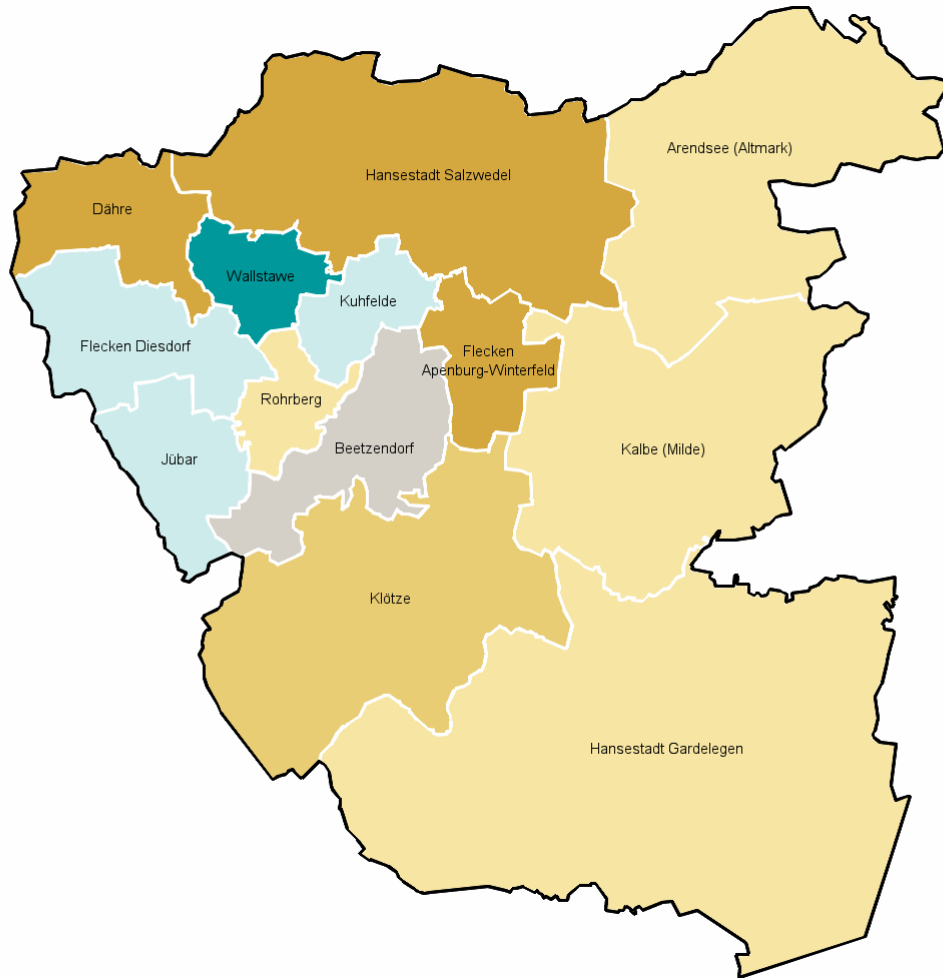 Arendsee (Altmark)
Hansestadt Salzwedel
Dähre
Wallstawe
Kuhfelde
Flecken Diesdorf
Flecken
Apenburg-Winterfeld
Rohrberg
Beetzendorf
Kalbe (Milde)
Jübar
Klötze
Hansestadt Gardelegen